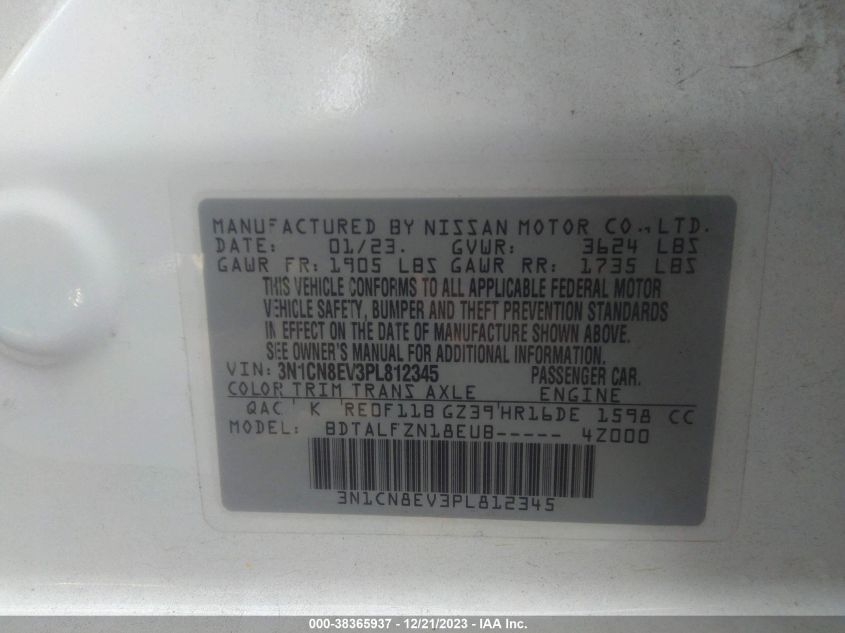 MANUFACTURED BY NISSAN MOTOR CO., LTD.
DATE: 01/23. GVWR: 3624 LBS
GAWR FR: 1905 LBS GAWR RR: 1735 LBS
THIS VEHICLE CONFORMS TO ALL APPLICABLE FEDERAL MOTOR
VEHICLE SAFETY, BUMPER AND THEFT PREVENTION STANDARDS
IN EFFECT ON THE DATE OF MANUFACTURE SHOWN ABOVE.
SEE OWNER'S MANUAL FOR ADDITIONAL INFORMATION.
VIN: 3N1CN8EV3PL812345 PASSENGER CAR.
COLOR TRIM TRANS AXLE ENGINE
QAC K RE0F11B GZ39 HR16DE 1598 CC
MODEL: BDTALFZN18EUB----- 4Z000
3N1CN8EV3PL812345
000-38365937 - 12/21/2023 - IAA Inc.